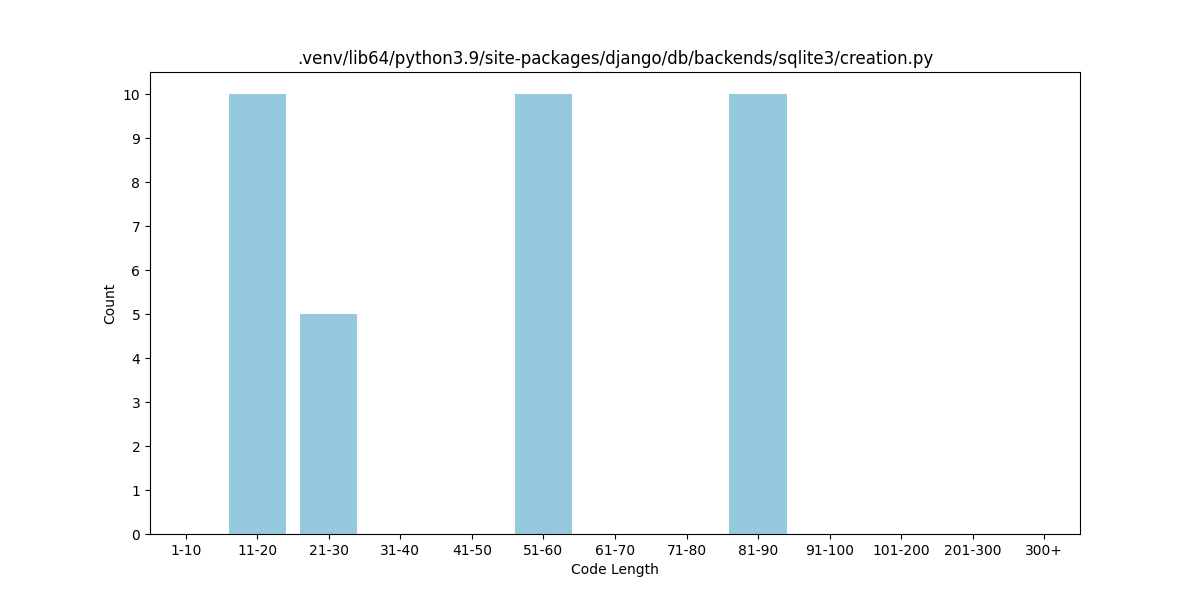 .venv/lib64/python3.9/site-packages/django/db/backends/sqlite3/creation.py
10
9
8
7
6
5
4
3
2
1
0
Count
1-10 11-20 21-30 31-40 41-50 51-60 61-70 71-80 81-90 91-100 101-200 201-300 300+
Code Length